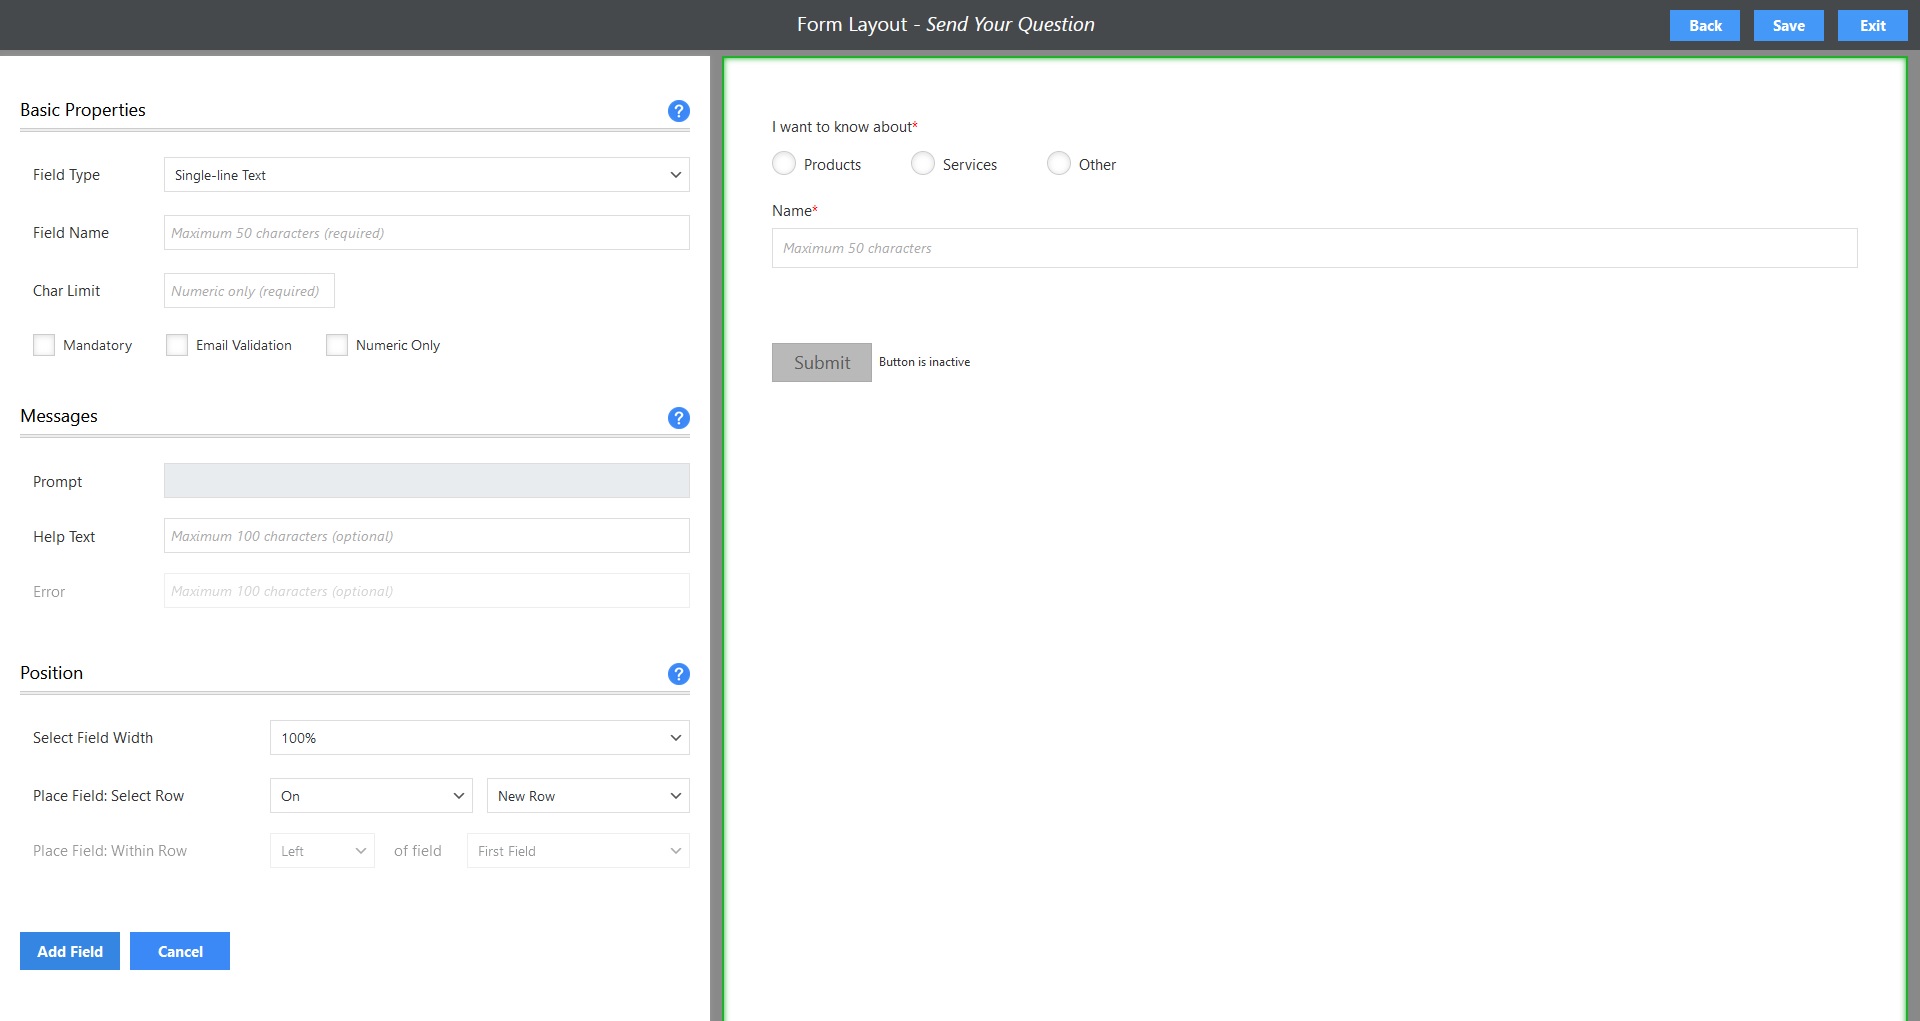 Form Layout - Send Your Question
Back
Save
Exit
Basic Properties
?
Field Type
Single-line Text
Field Name
Maximum 50 characters (required)
Char Limit
Numeric only (required)
Mandatory
Email Validation
Numeric Only
Messages
?
Prompt
Help Text
Maximum 100 characters (optional)
Error
Maximum 100 characters (optional)
Position
?
Select Field Width
100%
Place Field: Select Row
On
New Row
Place Field: Within Row
Left
of field
First Field
Add Field
Cancel
I want to know about*
Products
Services
Other
Name*
Maximum 50 characters
Submit
Button is inactive